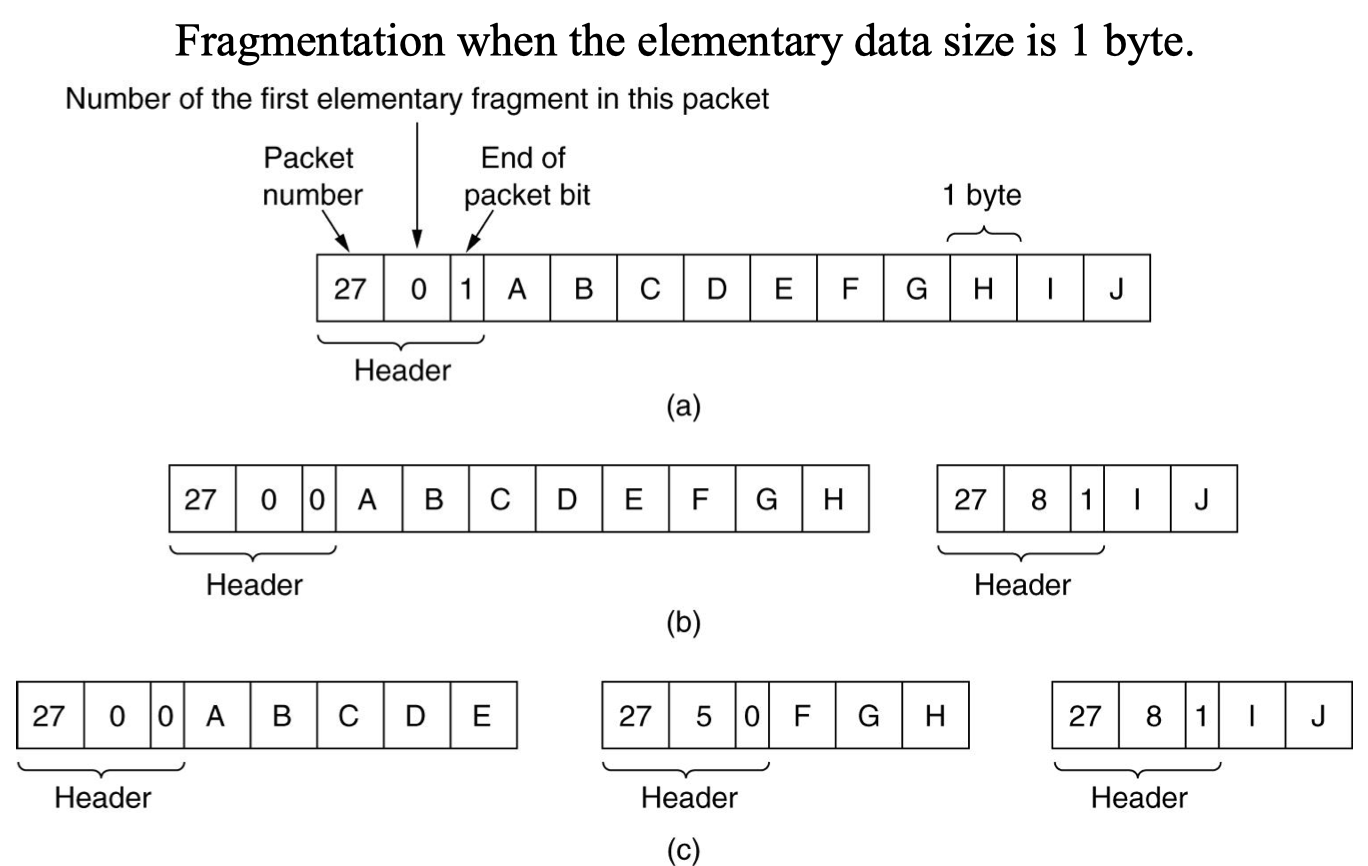 Fragmentation when the elementary data size is 1 byte.
Number of the first elementary fragment in this packet
Packet
number
End of
packet bit
1 byte
27 0 1 A B C D E F G H I J
Header
(a)
27 0 0 A B C D E F G H
27 8 1 I J
Header
Header
(b)
27 0 0 A B C D E
27 5 0 F G H
27 8 1 I J
Header
Header
Header
(c)